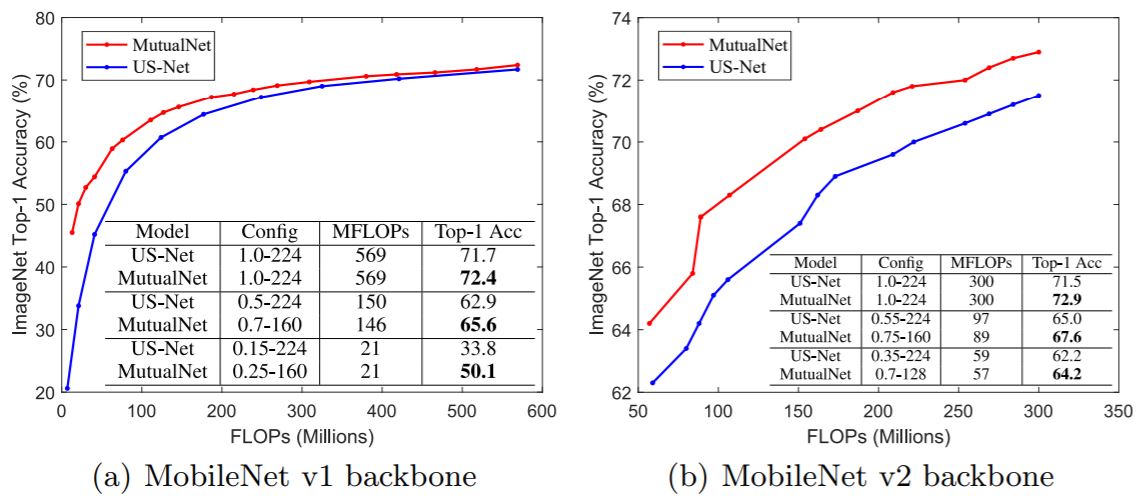 80
70
60
50
40
30
20
0 100 200 300 400 500 600
ImageNet Top-1 Accuracy (%)
FLOPs (Millions)
MutualNet
US-Net
Model Config MFLOPs Top-1 Acc
US-Net 1.0-224 569 71.7
MutualNet 1.0-224 569 72.4
US-Net 0.5-224 150 62.9
MutualNet 0.7-160 146 65.6
US-Net 0.15-224 21 33.8
MutualNet 0.25-160 21 50.1
(a) MobileNet v1 backbone
74
72
70
68
66
64
62
50 100 150 200 250 300 350
ImageNet Top-1 Accuracy (%)
FLOPs (Millions)
MutualNet
US-Net
Model Config MFLOPs Top-1 Acc
US-Net 1.0-224 300 71.5
MutualNet 1.0-224 300 72.9
US-Net 0.55-224 97 65.0
MutualNet 0.75-160 89 67.6
US-Net 0.35-224 59 62.2
MutualNet 0.7-128 57 64.2
(b) MobileNet v2 backbone